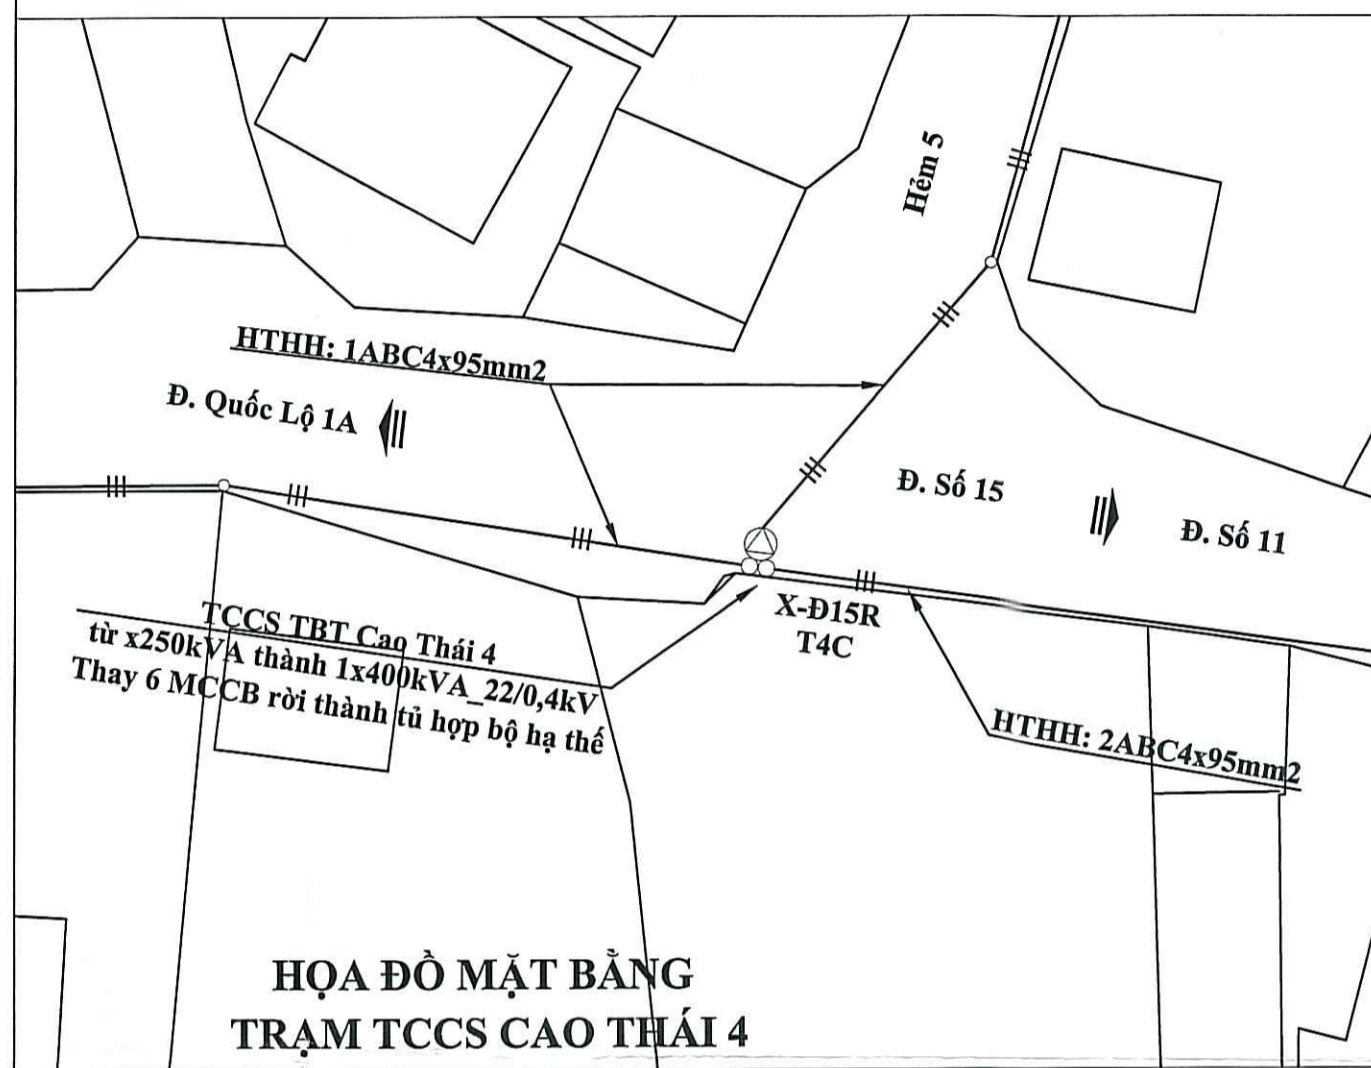 Hẻm 5
HTHH: 1ABC4x95mm2
Đ. Quốc Lộ 1A
Đ. Số 15
Đ. Số 11
X-Đ15R
T4C
TCCS TBT Cao Thái 4
từ x250kVA thành 1x400kVA_22/0,4kV
Thay 6 MCCB rời thành tủ hợp bộ hạ thế
HTHH: 2ABC4x95mm2
HỌA ĐỒ MẶT BẰNG
TRẠM TCCS CAO THÁI 4